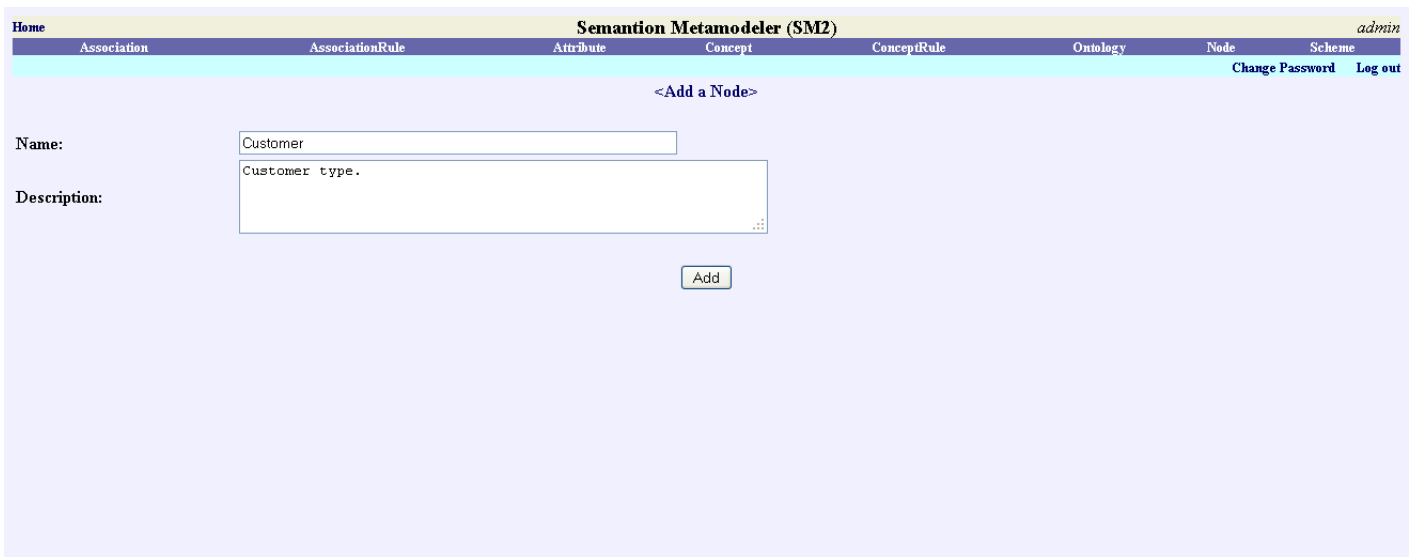 Home Semantion Metamodeler (SM2) admin
Association AssociationRule Attribute Concept ConceptRule Ontology Node Scheme
Change Password Log out
<Add a Node>
Name: Customer
Customer type.
Description:
Add